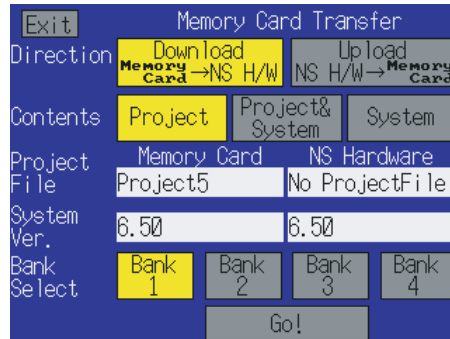 Exit
Memory Card Transfer
Direction
Download
Memory Card →NS H/W
Upload
NS H/W→Memory Card
Contents
Project
Project& System
System
Memory Card
NS Hardware
Project File
Project5
No ProjectFile
System Ver.
6.50
6.50
Bank Select
Bank 1
Bank 2
Bank 3
Bank 4
Go!